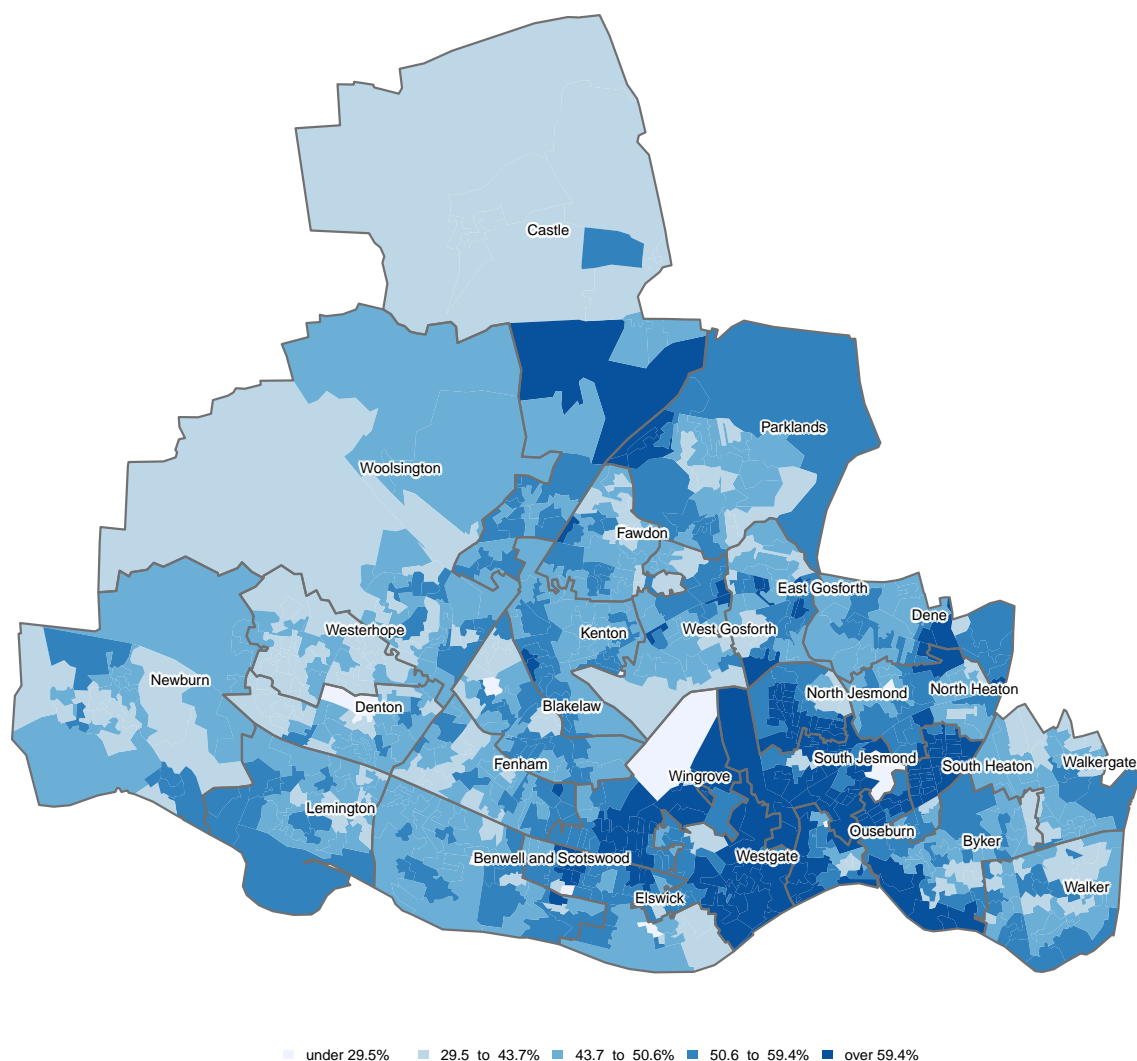 Castle
Parklands
Woolsington
Fawdon
East Gosforth
Dene
Westerhope
Kenton
West Gosforth
Newburn
North Jesmond
North Heaton
Denton
Blakelaw
South Jesmond
Fenham
Walkergate
South Heaton
Wingrove
Lemington
Ouseburn
Byker
Benwell and Scotswood
Westgate
Walker
Elswick
under 29.5% 29.5 to 43.7% 43.7 to 50.6% 50.6 to 59.4% over 59.4%